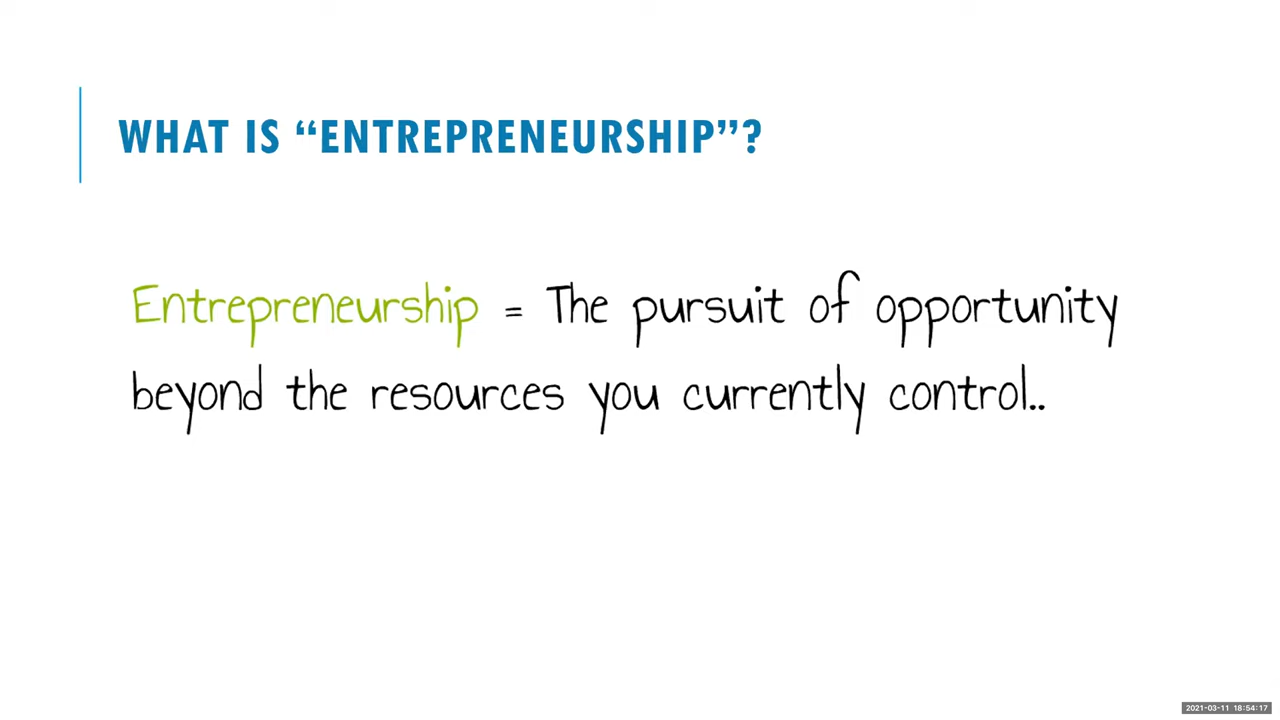 WHAT IS “ENTREPRENEURSHIP”?
Entrepreneurship = The pursuit of opportunity
beyond the resources you currently control..
2021-03-11 18:54:17